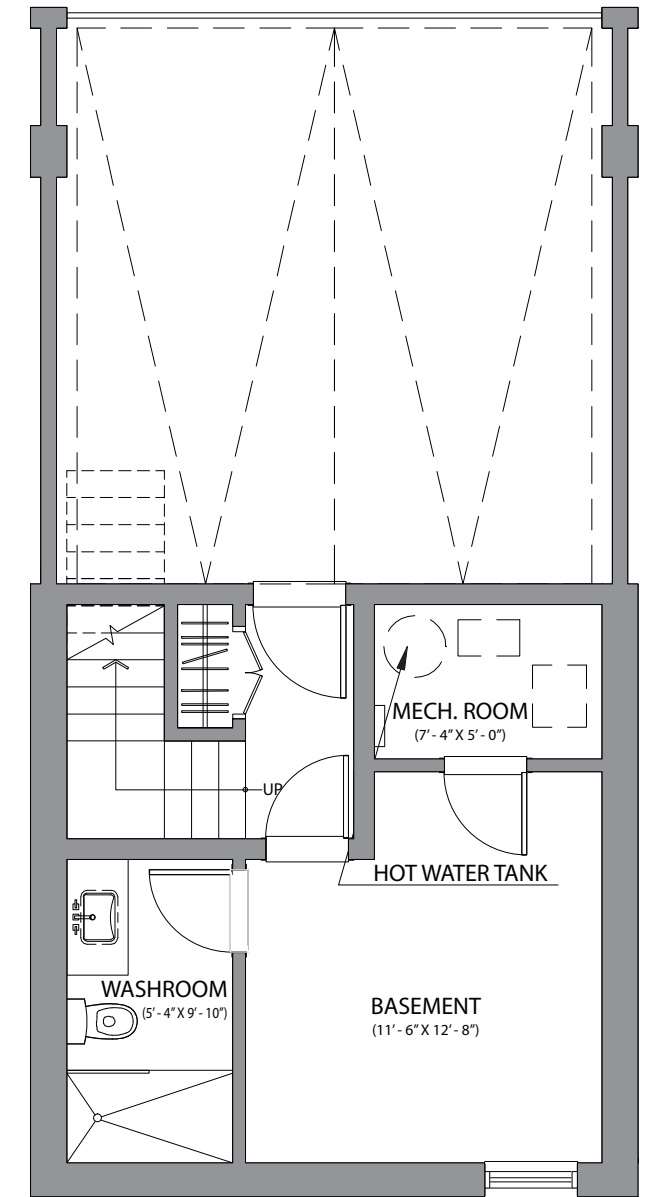 MECH. ROOM
(7' - 4" X 5' - 0")
UP
HOT WATER TANK
WASHROOM
(5' - 4" X 9' - 10")
BASEMENT
(11' - 6" X 12' - 8")